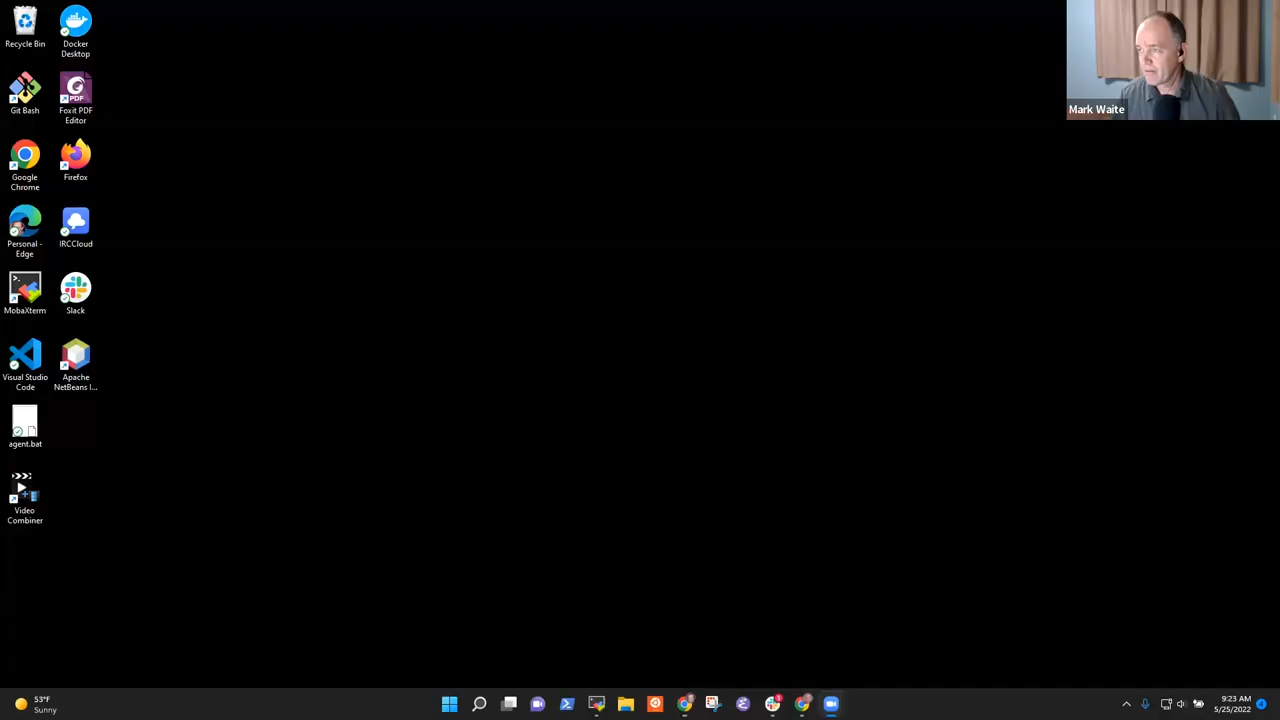 Recycle Bin
Docker
Desktop
Git Bash
Foxit PDF
Editor
PDF
Google
Chrome
Firefox
Personal -
Edge
IRCCloud
MobaXterm
Slack
Visual Studio
Code
Apache
NetBeans I...
agent.bat
Video
Combiner
Mark Waite
53°F
Sunny
9:23 AM
5/25/2022